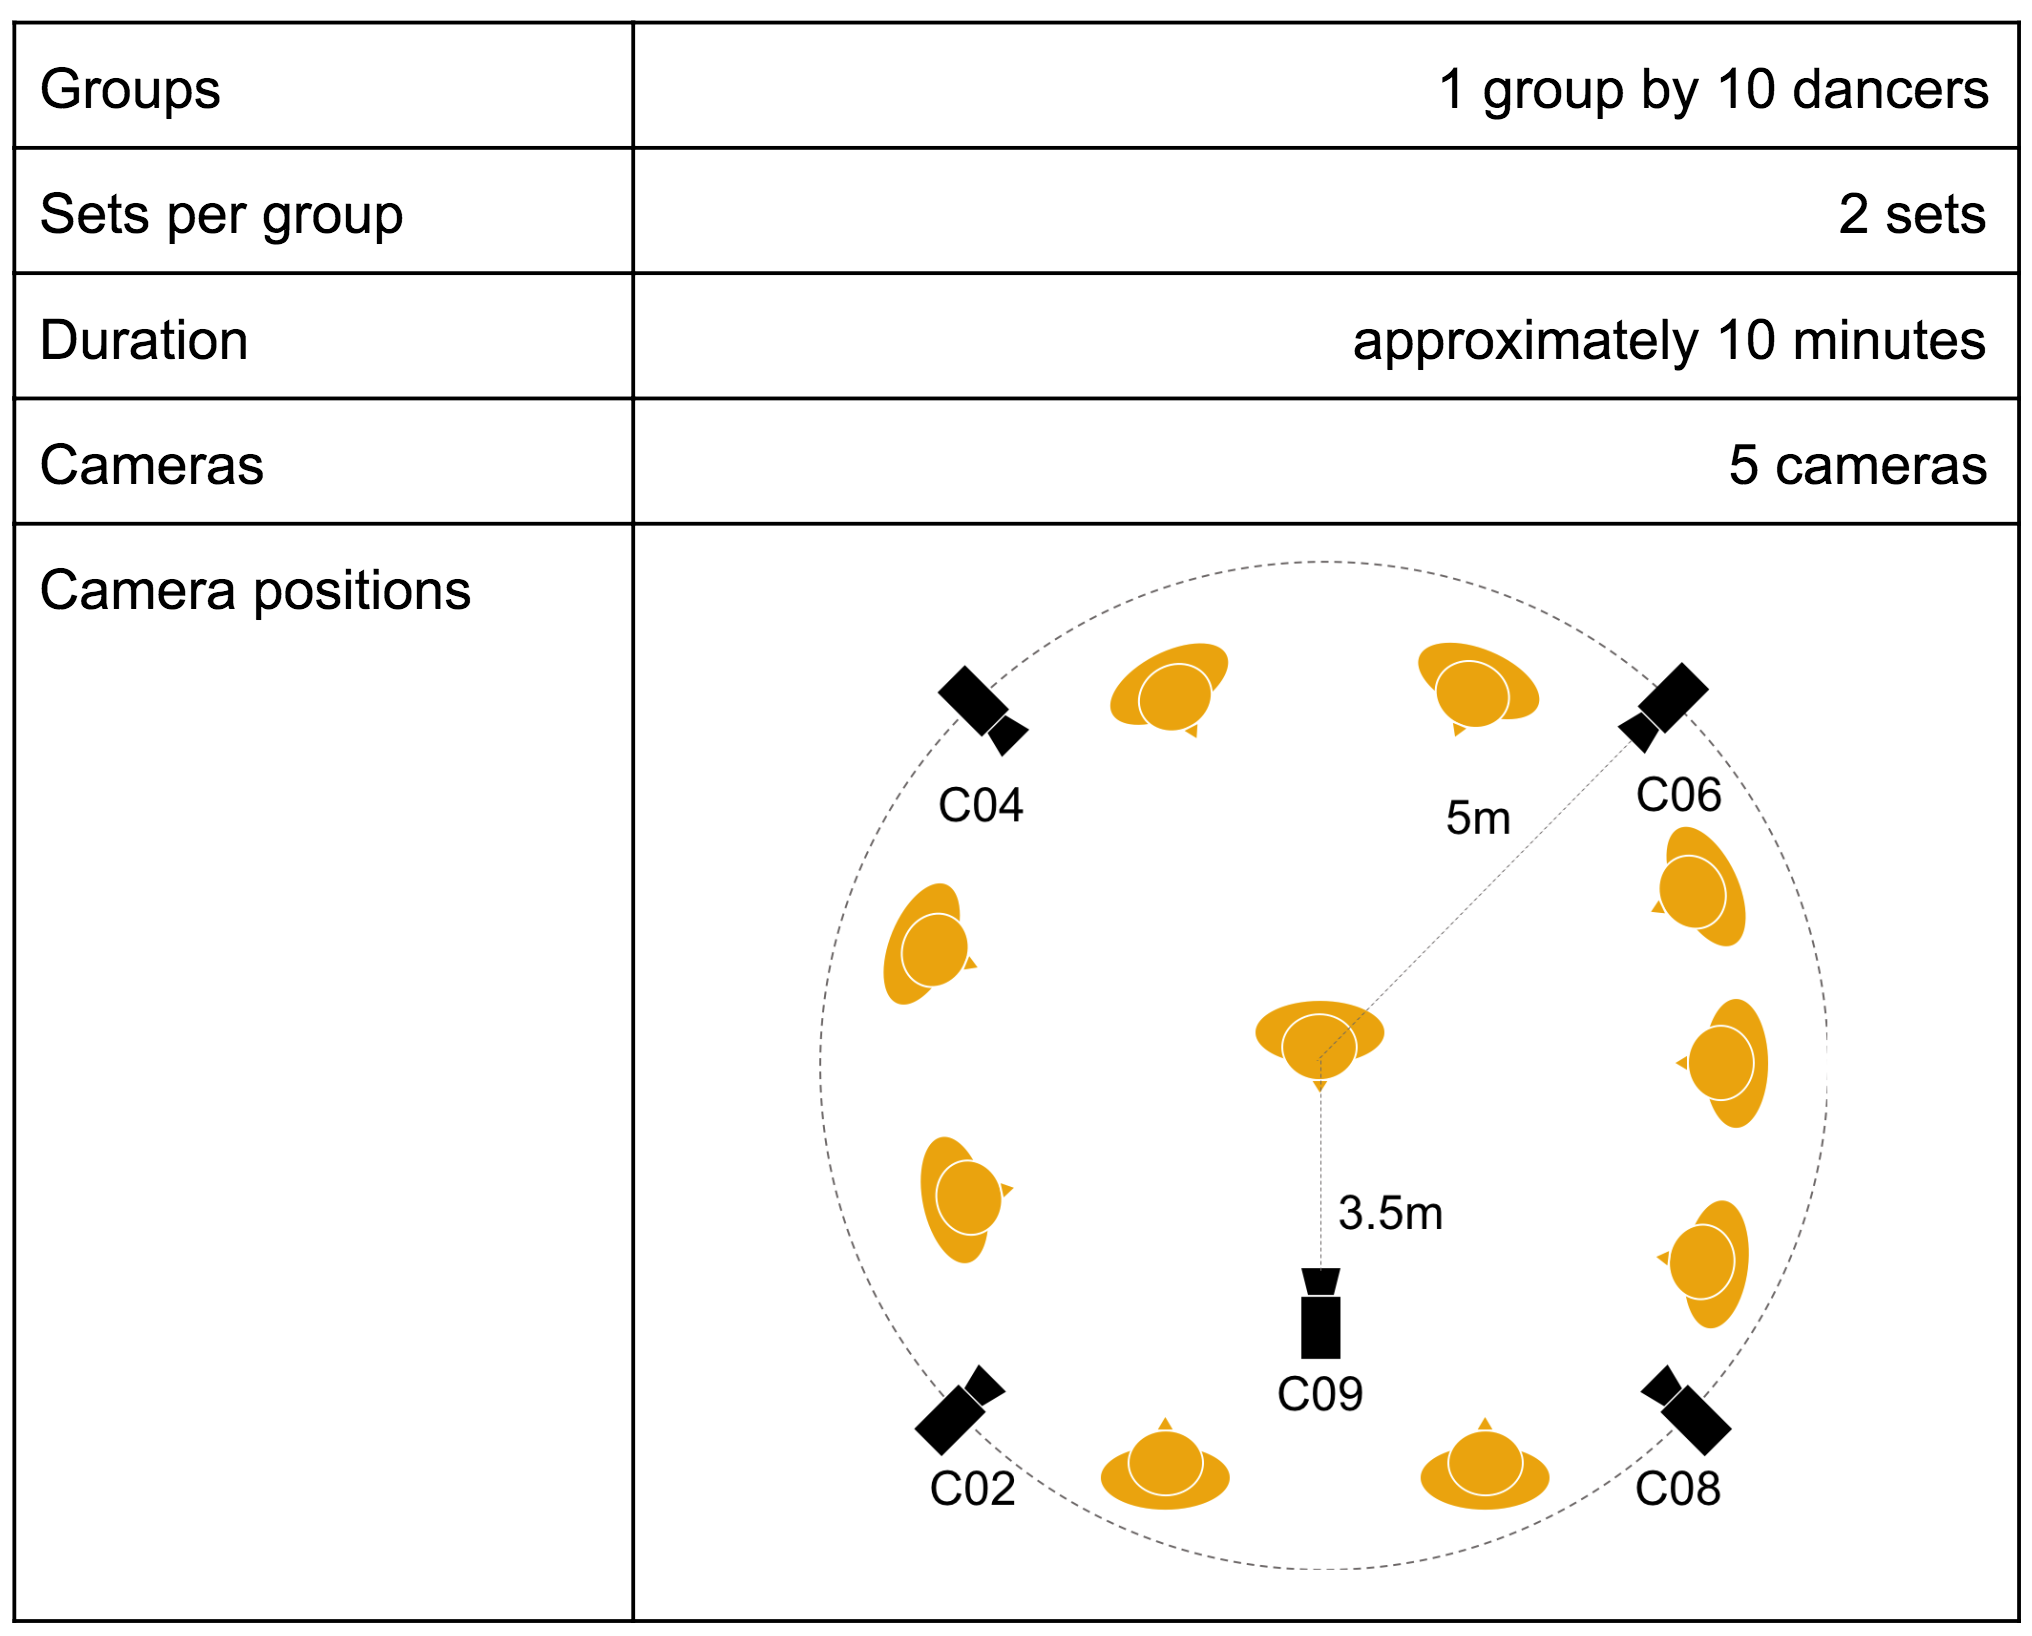 Groups 1 group by 10 dancers
Sets per group 2 sets
Duration approximately 10 minutes
Cameras 5 cameras
Camera positions
C04
C06
5m
3.5m
C09
C02
C08